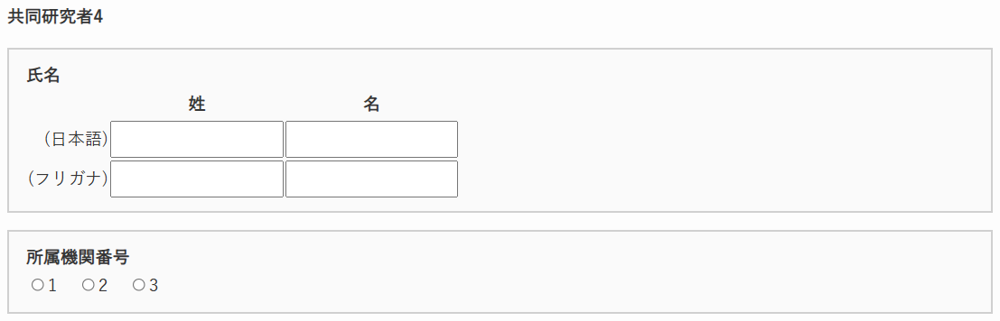 共同研究者4
氏名
姓 名
(日本語)
(フリガナ)
所属機関番号
1 2 3